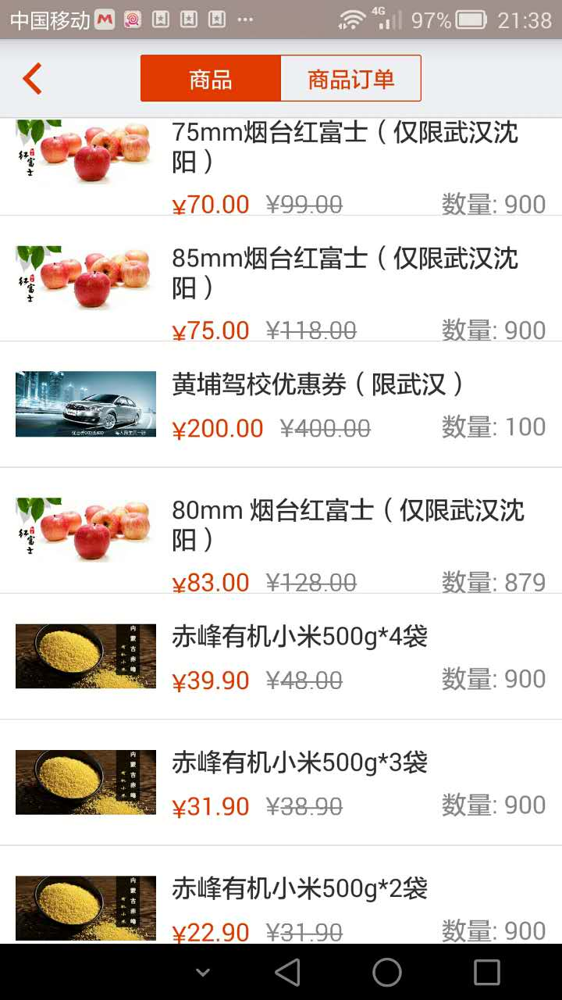 中国移动 4G 97% 21:38
商品 商品订单
红富士
75mm烟台红富士（仅限武汉沈
阳）
¥70.00 ¥99.00 数量: 900
红富士
85mm烟台红富士（仅限武汉沈
阳）
¥75.00 ¥118.00 数量: 900
黄埔驾校优惠券（限武汉）
¥200.00 ¥400.00 数量: 100
红富士
80mm 烟台红富士（仅限武汉沈
阳）
¥83.00 ¥128.00 数量: 879
内蒙古赤峰
有机小米
赤峰有机小米500g*4袋
¥39.90 ¥48.00 数量: 900
内蒙古赤峰
有机小米
赤峰有机小米500g*3袋
¥31.90 ¥38.90 数量: 900
内蒙古赤峰
有机小米
赤峰有机小米500g*2袋
¥22.90 ¥31.90 数量: 900